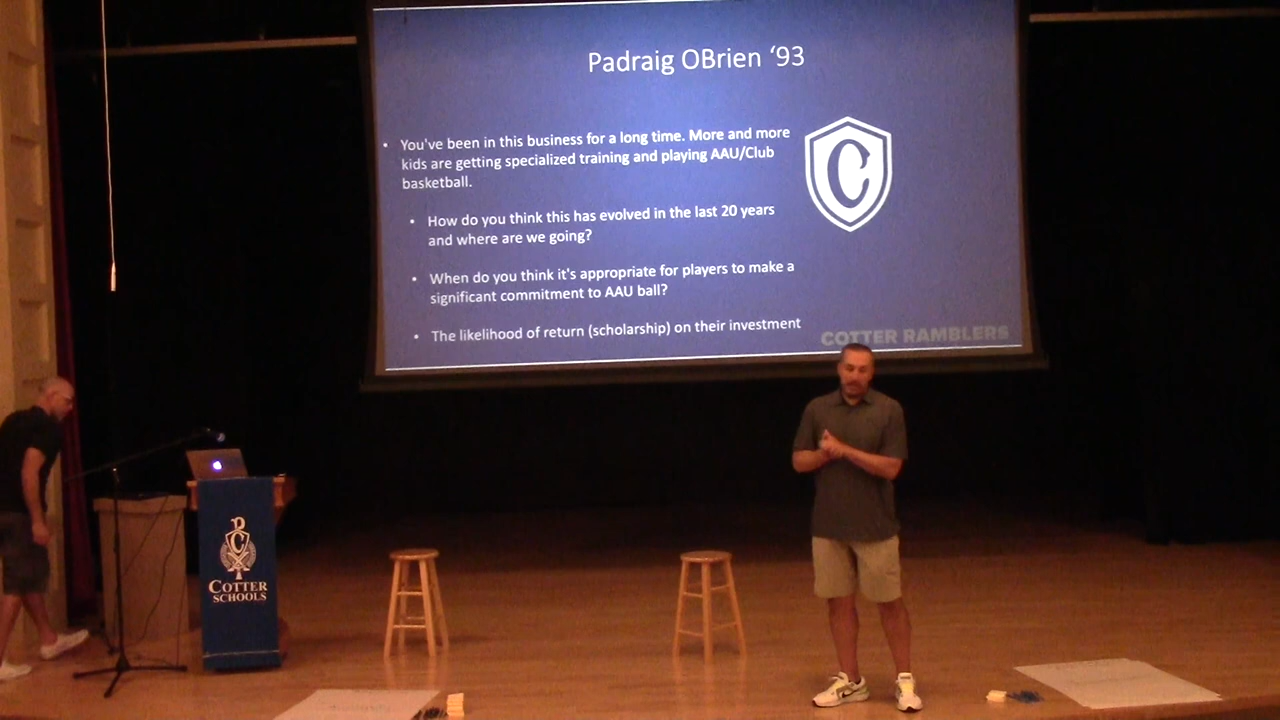 Padraig OBrien ‘93
• You've been in this business for a long time. More and more
kids are getting specialized training and playing AAU/Club
basketball.
• How do you think this has evolved in the last 20 years
and where are we going?
• When do you think it's appropriate for players to make a
significant commitment to AAU ball?
• The likelihood of return (scholarship) on their investment
C
COTTER RAMBLERS
C
COTTER
SCHOOLS